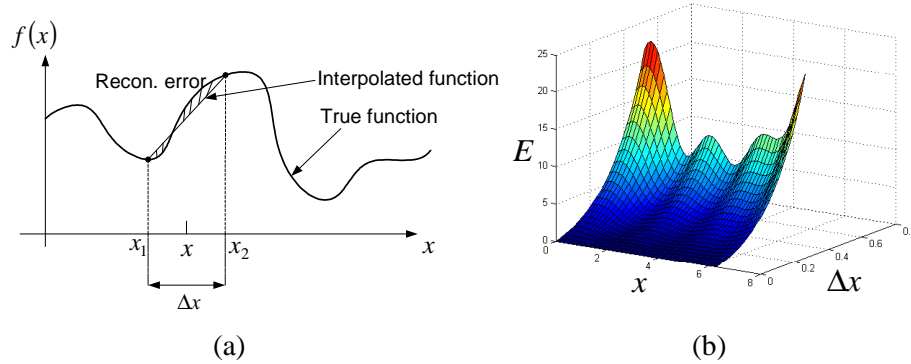 f(x)
Recon. error
Interpolated function
True function
x₁
x
x₂
x
Δx
(a)
25
20
15
10
5
0
E
0
2
4
6
8
x
0
0.2
0.4
0.6
Δx
(b)